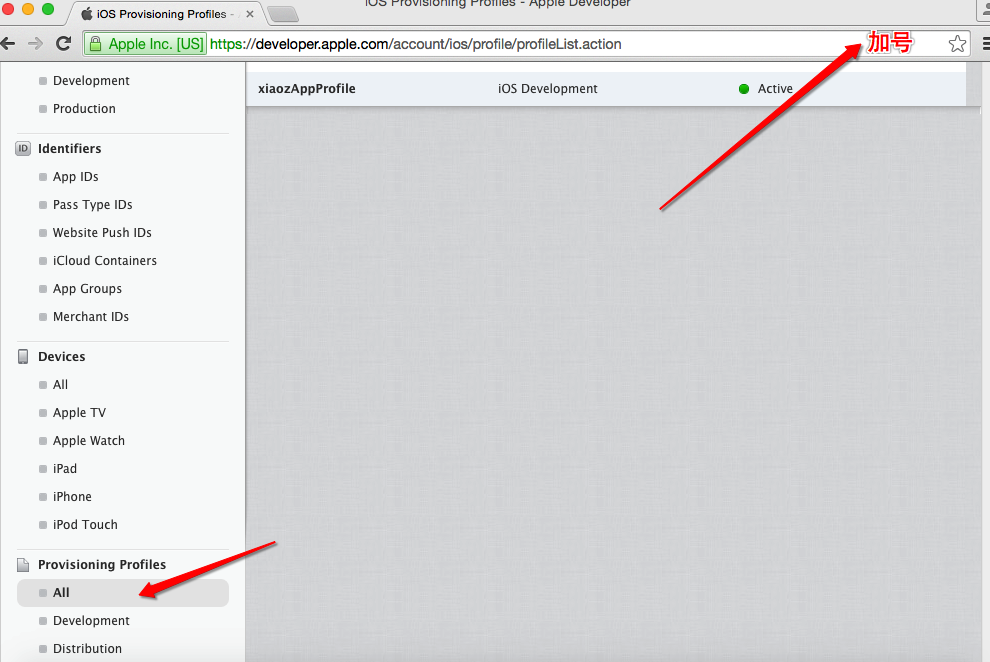 iOS Provisioning Profiles - Apple Developer
iOS Provisioning Profiles -
Apple Inc. [US] https://developer.apple.com/account/ios/profile/profileList.action
加号
Development
Production
ID Identifiers
App IDs
Pass Type IDs
Website Push IDs
iCloud Containers
App Groups
Merchant IDs
Devices
All
Apple TV
Apple Watch
iPad
iPhone
iPod Touch
Provisioning Profiles
All
Development
Distribution
xiaozAppProfile iOS Development Active